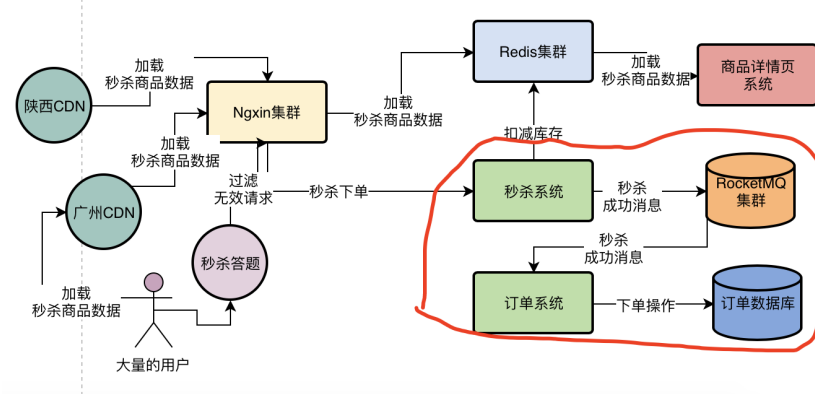 加载
秒杀商品数据
陕西CDN
Ngxin集群
加载
秒杀商品数据
Redis集群
加载
秒杀商品数据
商品详情页
系统
加载
秒杀商品数据
广州CDN
过滤
无效请求
秒杀下单
扣减库存
秒杀系统
秒杀
成功消息
RocketMQ
集群
秒杀
成功消息
秒杀答题
加载
秒杀商品数据
大量的用户
订单系统
下单操作
订单数据库